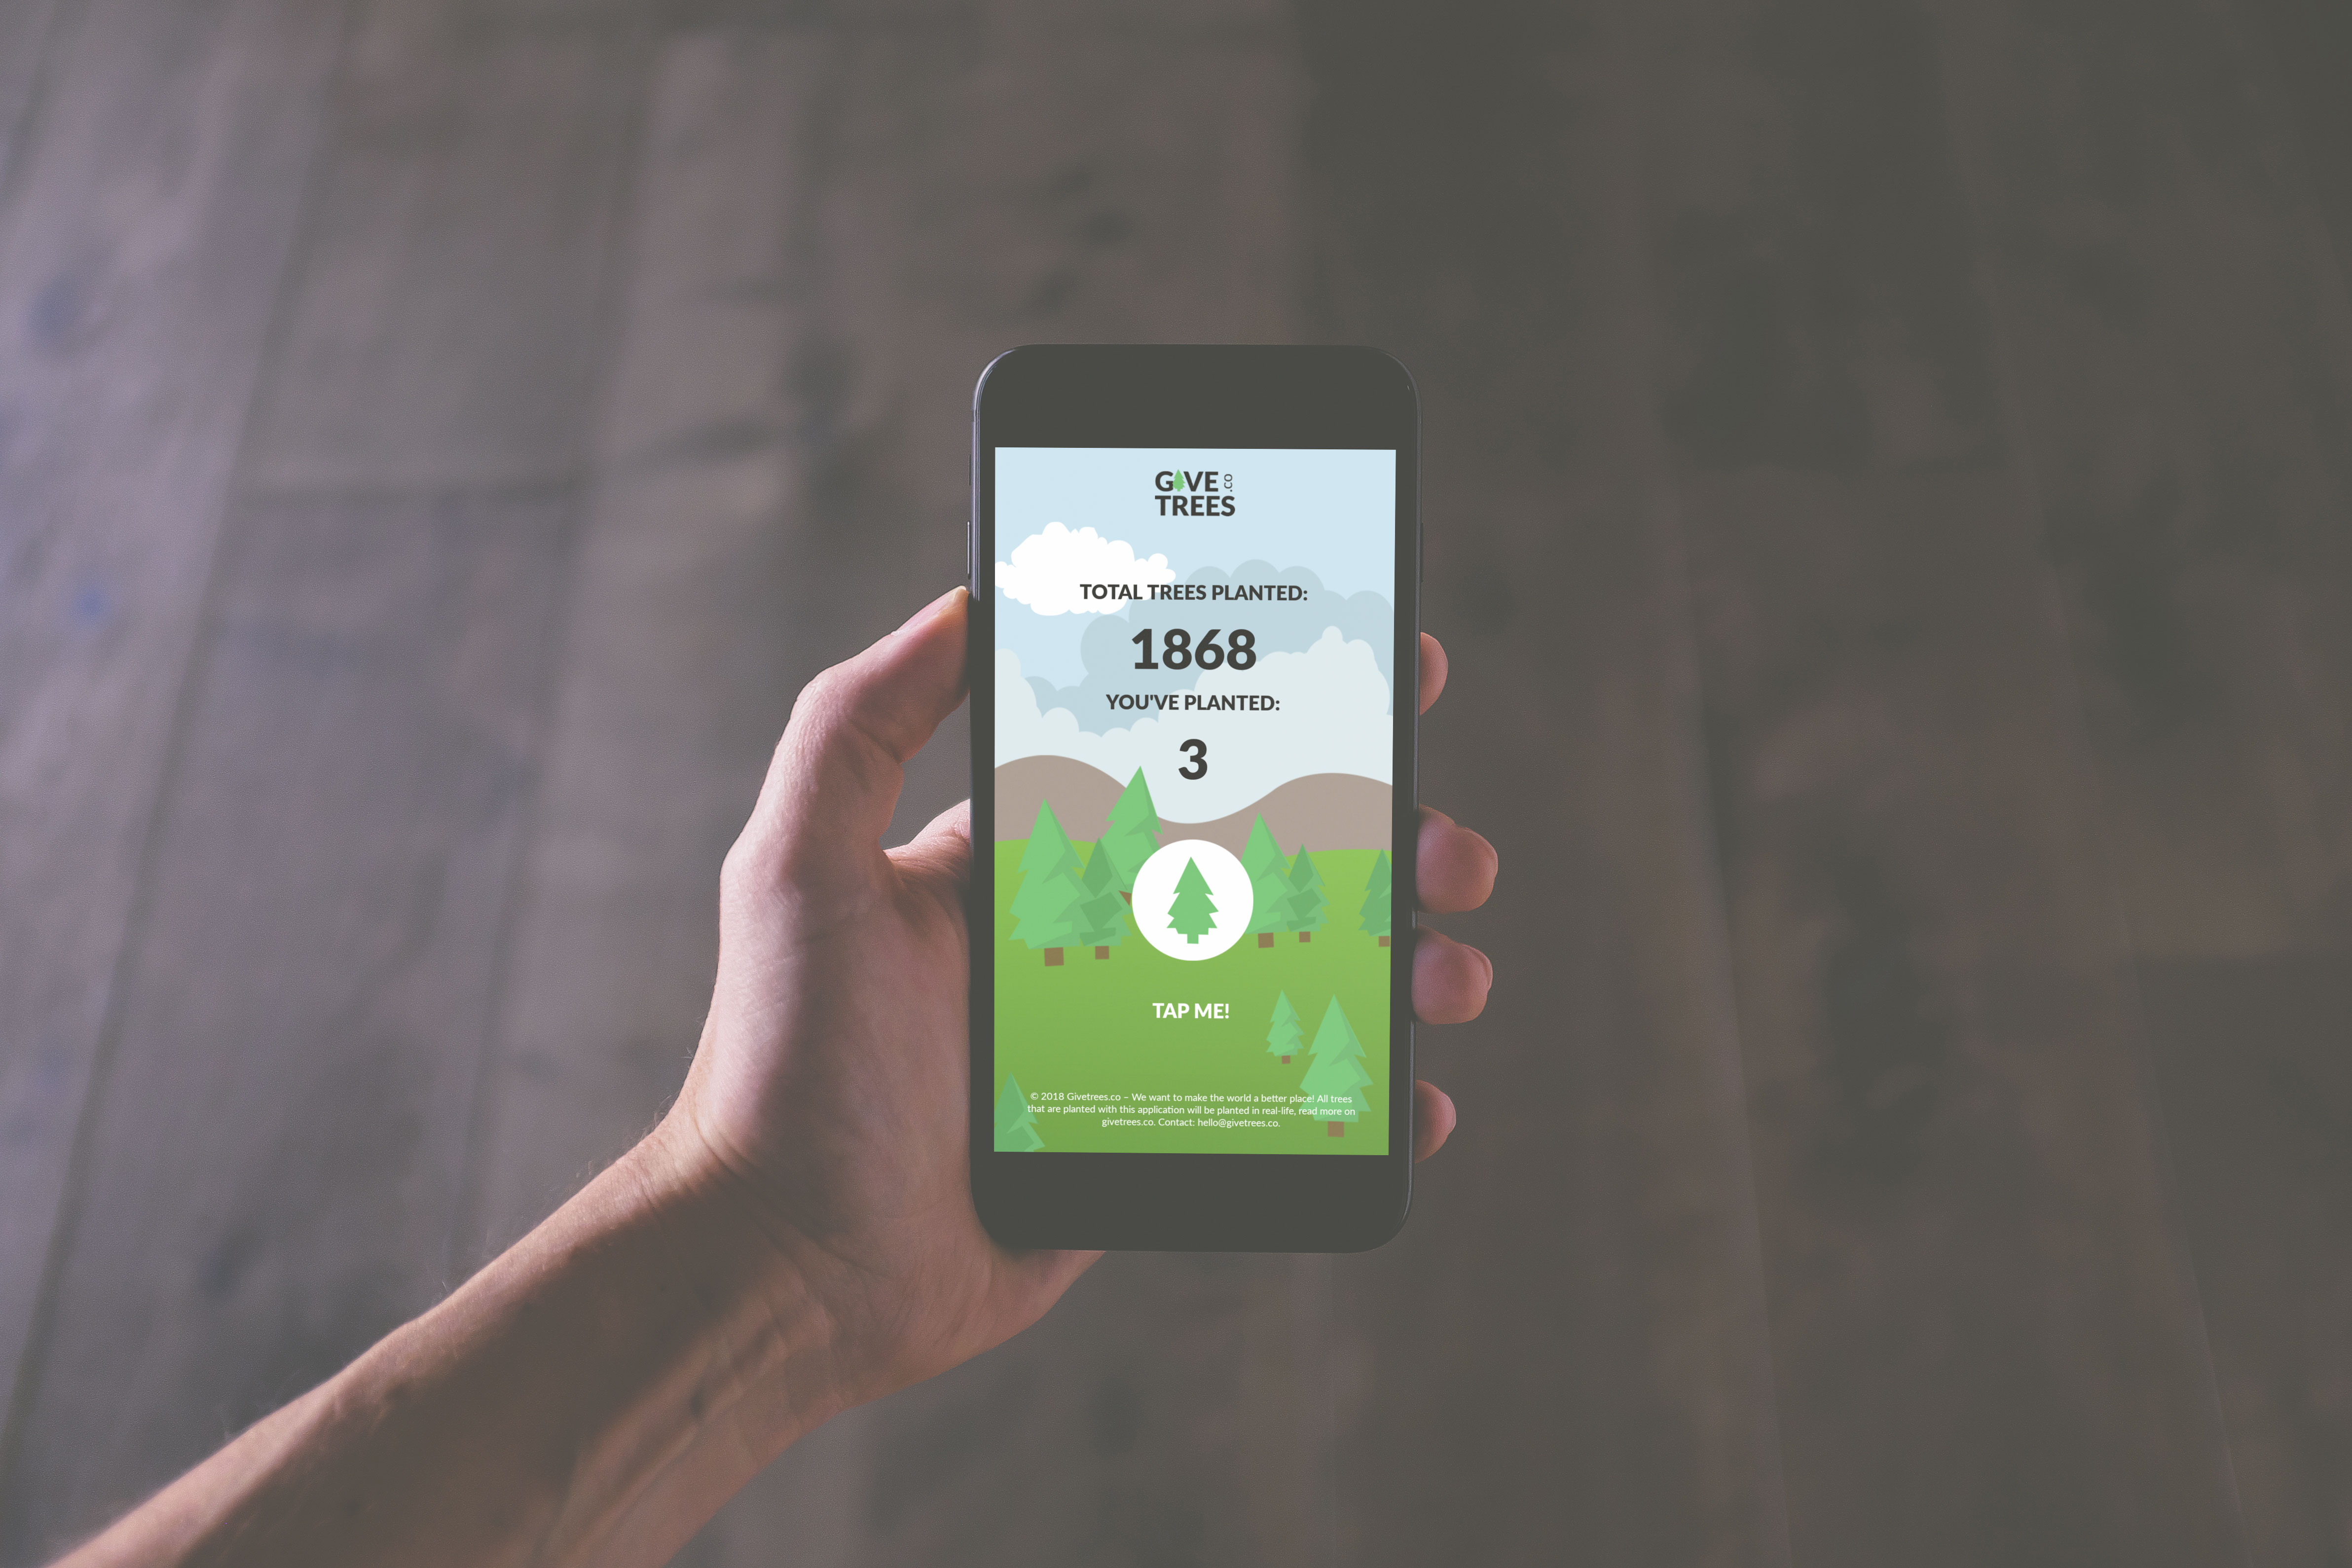 GIVE .co
TREES
TOTAL TREES PLANTED:
1868
YOU'VE PLANTED:
3
TAP ME!
© 2018 Givetrees.co – We want to make the world a better place! All trees
that are planted with this application will be planted in real-life, read more on
givetrees.co. Contact: hello@givetrees.co.